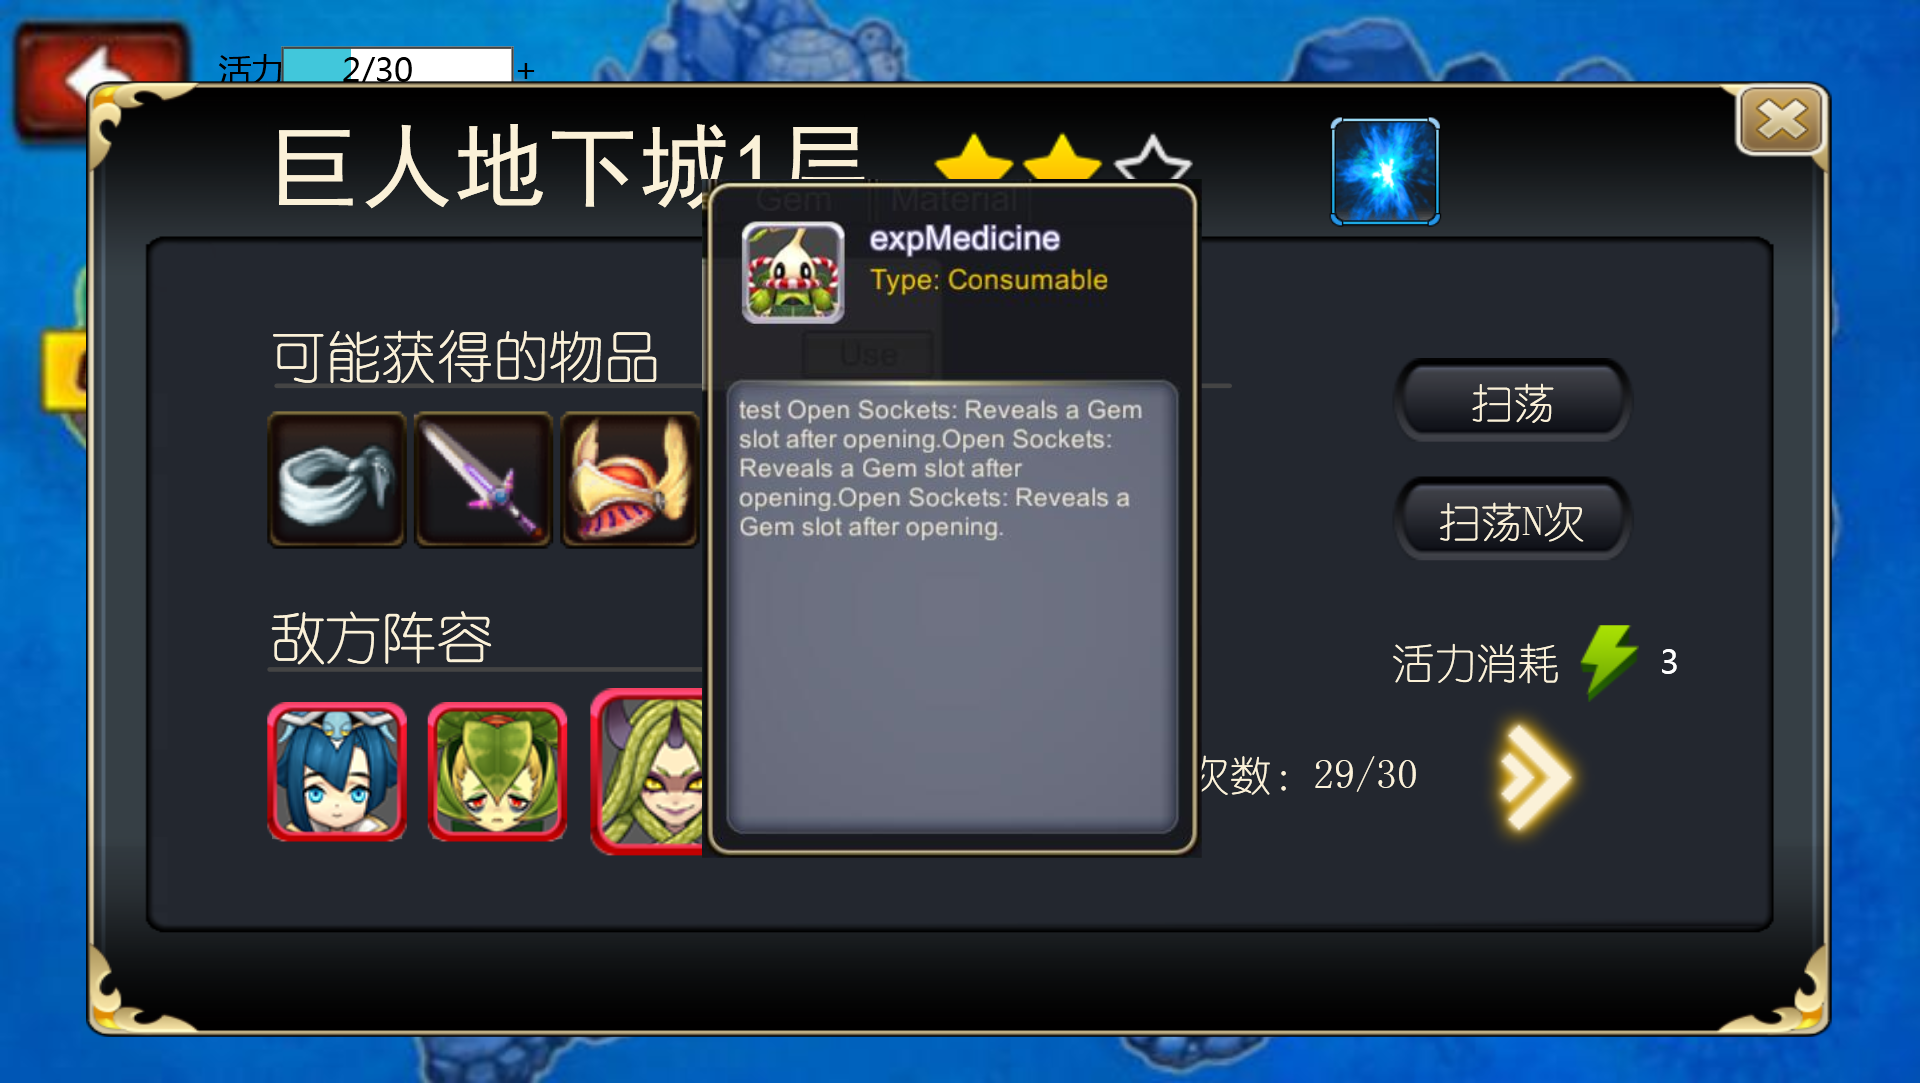 活力 2/30 +
巨人地下城1层
Gem Material
expMedicine
Type: Consumable
Use
可能获得的物品
test Open Sockets: Reveals a Gem
slot after opening.Open Sockets:
Reveals a Gem slot after
opening.Open Sockets: Reveals a
Gem slot after opening.
扫荡
扫荡N次
敌方阵容
活力消耗 3
次数: 29/30